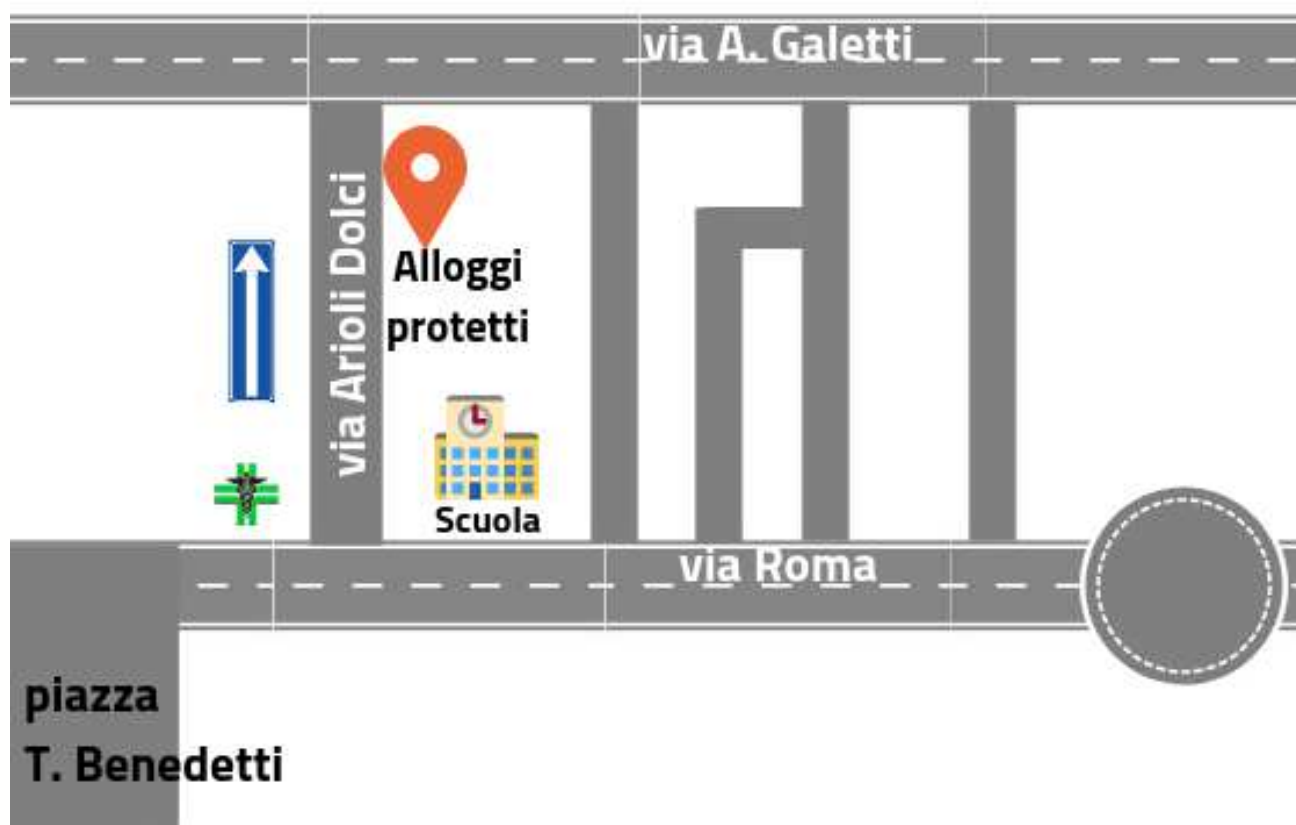 via A. Galetti
via Arioli Dolci
Alloggi
protetti
Scuola
via Roma
piazza
T. Benedetti